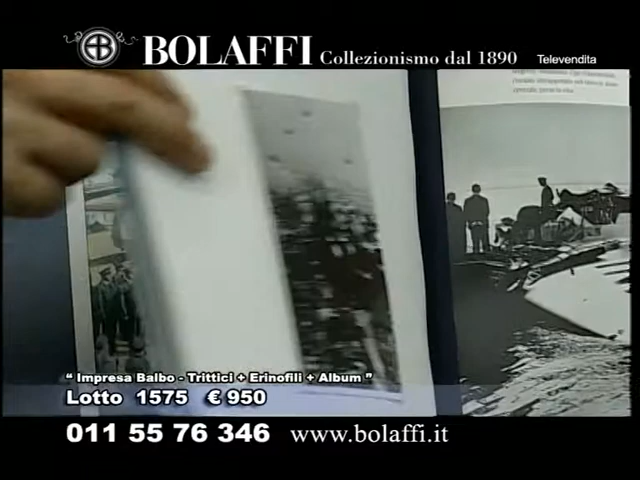 BOLAFFI Collezionismo dal 1890 Televendita
" Impresa Balbo - Trittici + Erinofili + Album "
Lotto 1575 € 950
011 55 76 346 www.bolaffi.it